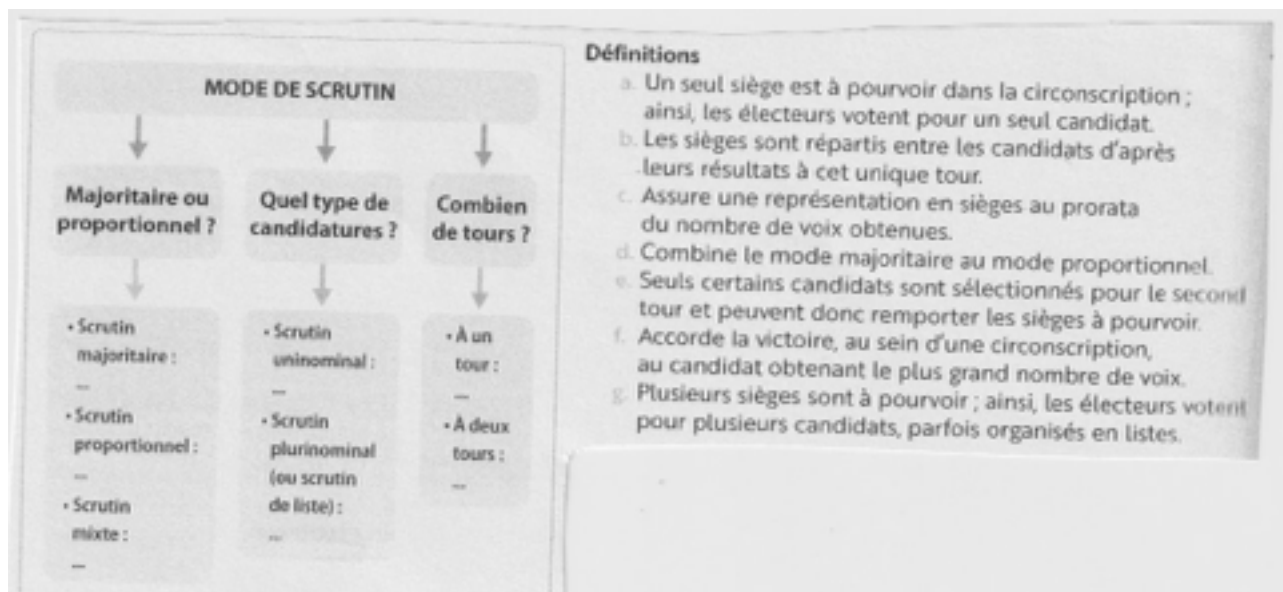 MODE DE SCRUTIN
Majoritaire ou
proportionnel ?
• Scrutin
majoritaire :
...
• Scrutin
proportionnel :
...
• Scrutin
mixte :
...
Quel type de
candidatures ?
• Scrutin
uninominal :
...
• Scrutin
plurinominal
(ou scrutin
de liste) :
...
Combien
de tours ?
• À un
tour :
...
• À deux
tours :
...
Définitions
a. Un seul siège est à pourvoir dans la circonscription ;
ainsi, les électeurs votent pour un seul candidat.
b. Les sièges sont répartis entre les candidats d'après
leurs résultats à cet unique tour.
c. Assure une représentation en sièges au prorata
du nombre de voix obtenues.
d. Combine le mode majoritaire au mode proportionnel.
e. Seuls certains candidats sont sélectionnés pour le second
tour et peuvent donc remporter les sièges à pourvoir.
f. Accorde la victoire, au sein d'une circonscription,
au candidat obtenant le plus grand nombre de voix.
g. Plusieurs sièges sont à pourvoir ; ainsi, les électeurs votent
pour plusieurs candidats, parfois organisés en listes.